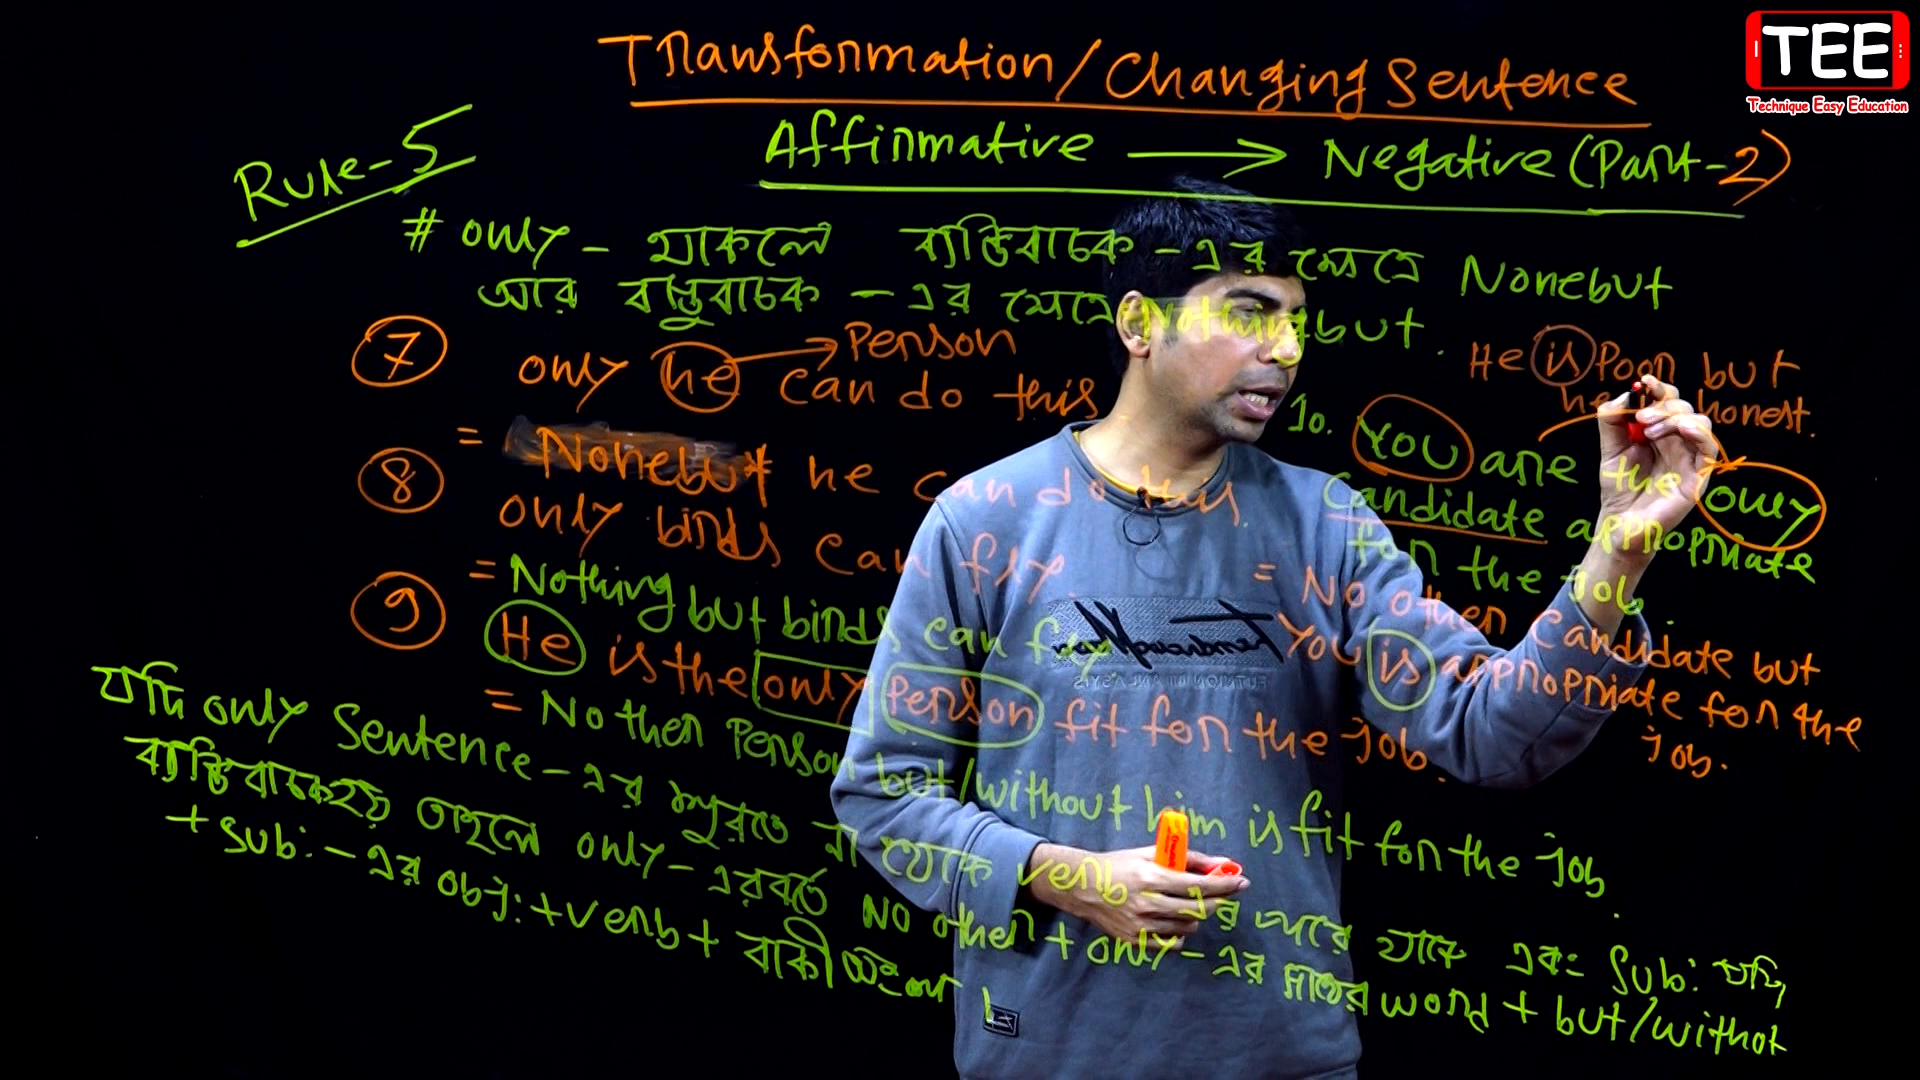 TEE
Technique Easy Education
Transformation/Changing Sentence
Affirmative → Negative (Part-2)
Rule-5
# only - থাকলে ব্যক্তিবাচক - এর ক্ষেত্রে Nonebut
আর বস্তুবাচক - এর ক্ষেত্রে Nothing but.
7 only he → Person
can do this
= Nonebut he can do this.
8 only birds can fly.
= Nothing but birds can fly
9 He is the only Person fit for the job.
= No ther Person but/without him is fit for the job.
He is Poor but
he is honest.
10. You are the only
Candidate appropriate
for the job.
= No other Candidate but
You is appropriate for the
job.
যদি only Sentence - এর শুরুতে না থেকে verb - এর পরে থাকে এবং Sub: যদি
ব্যক্তিবাচক হয় তাহলে only - এরবর্তে No other + only - এর পরের word + but/withot
+ sub: - এর obj: + verb + বাকী অংশ।